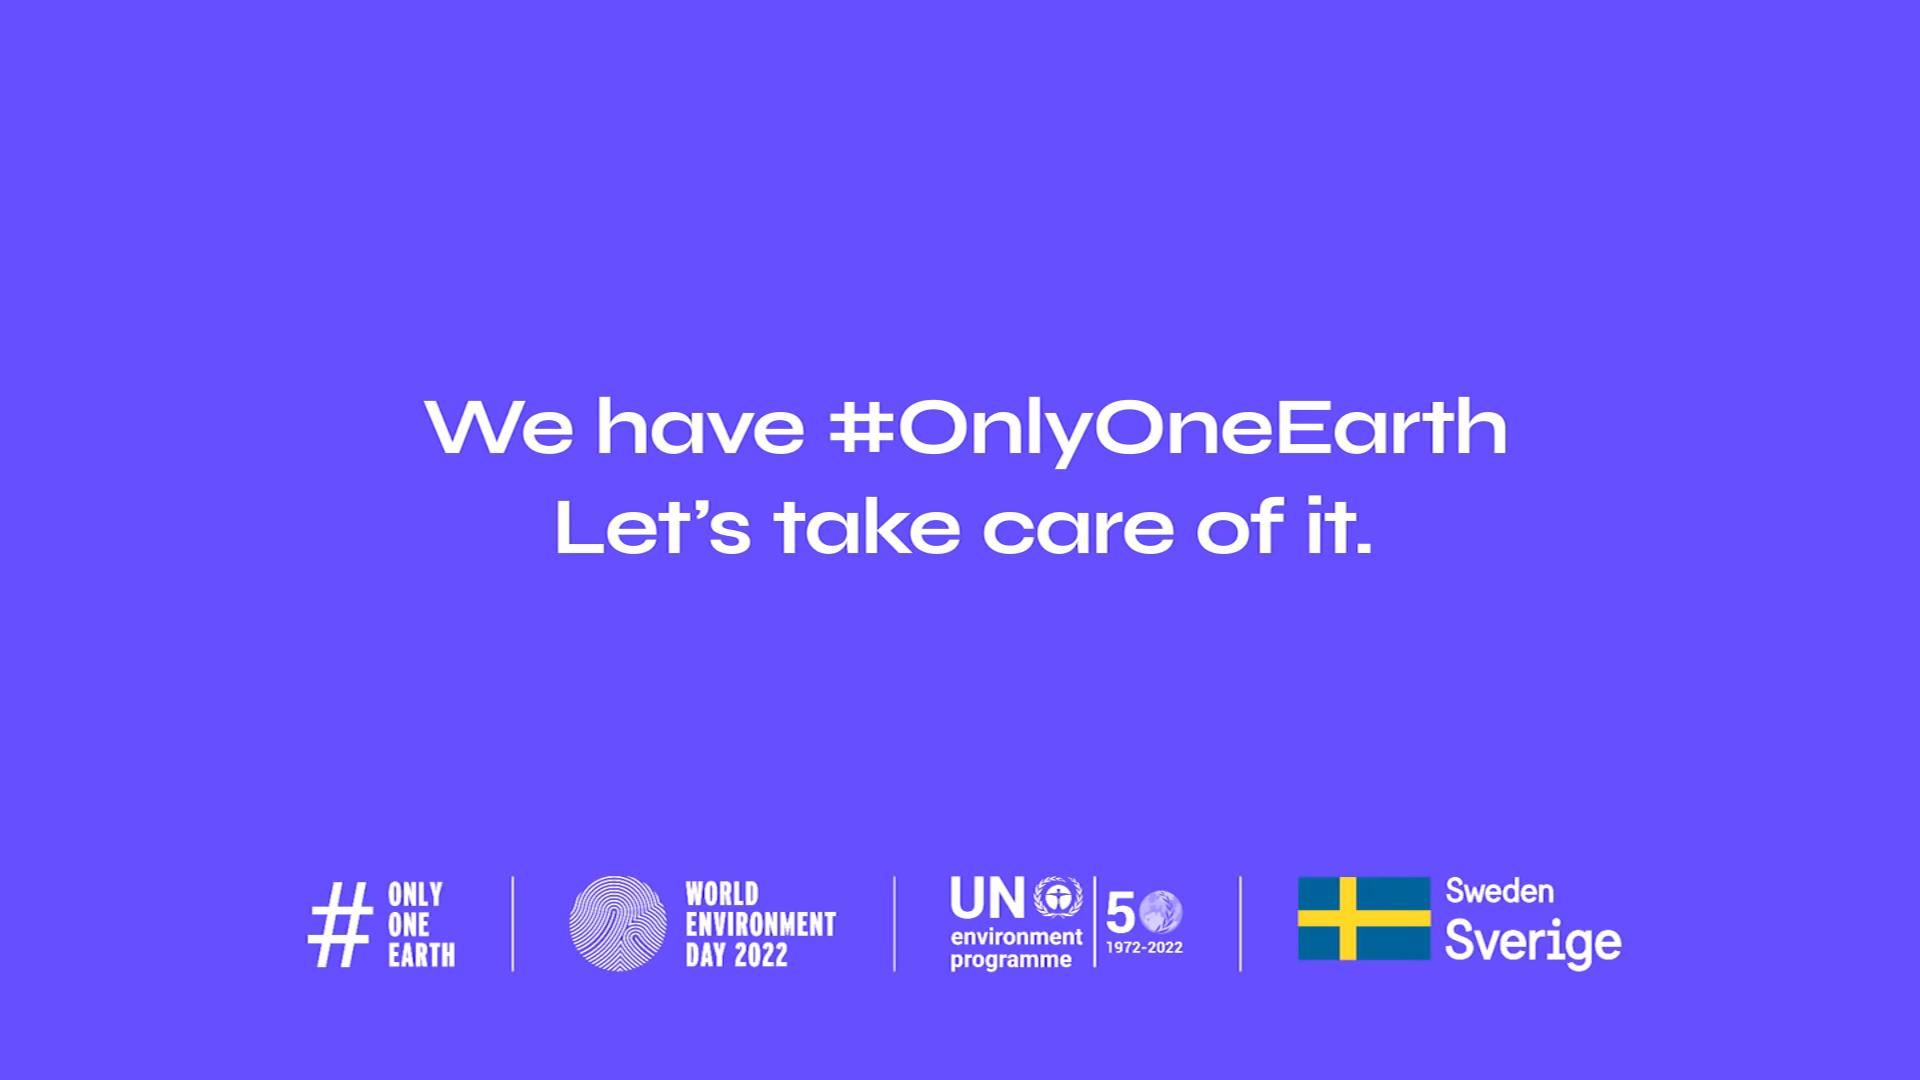 We have #OnlyOneEarth
Let’s take care of it.
# ONLY
ONE
EARTH
WORLD
ENVIRONMENT
DAY 2022
UN
environment
programme
50
1972-2022
Sweden
Sverige